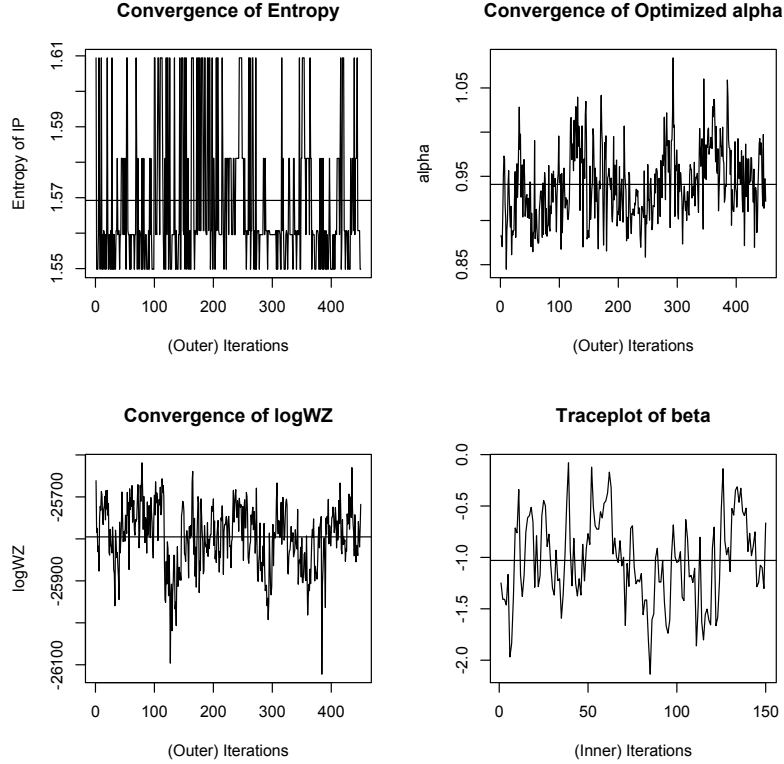 Convergence of Entropy
Entropy of IP
1.55 1.57 1.59 1.61
0 100 200 300 400
(Outer) Iterations
Convergence of Optimized alpha
alpha
0.85 0.95 1.05
0 100 200 300 400
(Outer) Iterations
Convergence of logWZ
logWZ
-26100 -25900 -25700
0 100 200 300 400
(Outer) Iterations
Traceplot of beta
-2.0 -1.5 -1.0 -0.5 0.0
0 50 100 150
(Inner) Iterations